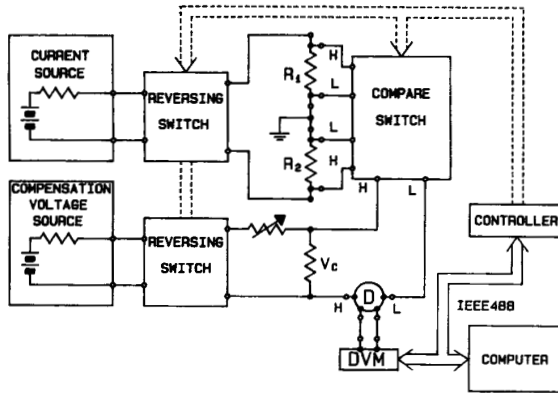 CURRENT
SOURCE
REVERSING
SWITCH
R1
H
L
L
H
R2
COMPARE
SWITCH
H
L
COMPENSATION
VOLTAGE
SOURCE
REVERSING
SWITCH
Vc
H
D
L
DVM
IEEE488
CONTROLLER
COMPUTER